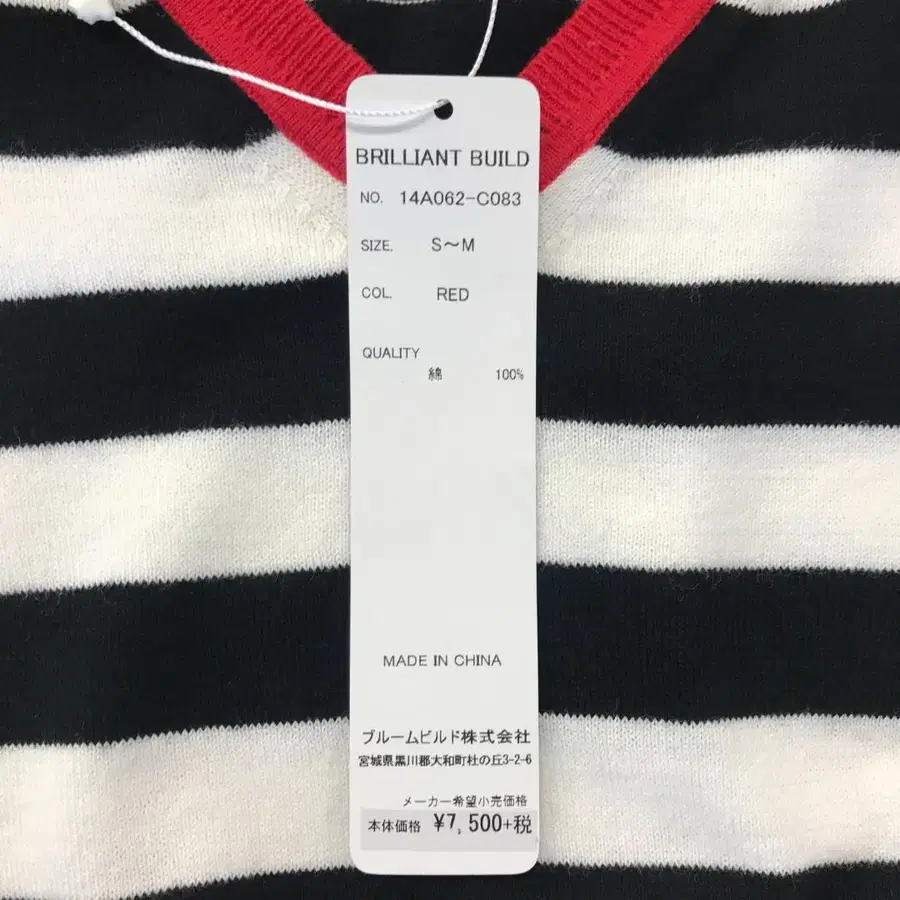 BRILLIANT BUILD
NO. 14A062-C083
SIZE. S～M
COL. RED
QUALITY
綿 100%
MADE IN CHINA
ブルームビルド株式会社
宮城県黒川郡大和町杜の丘3-2-6
メーカー希望小売価格
本体価格 ¥7,500+税